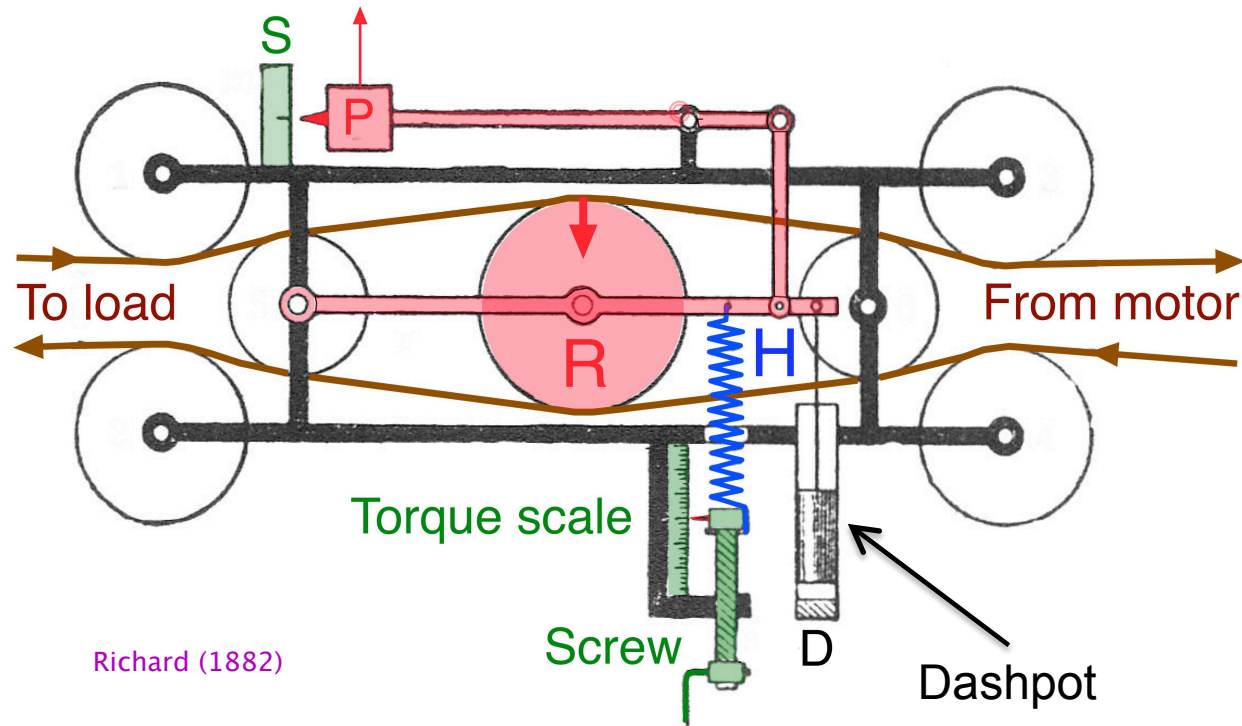 S
P
To load
From motor
R
H
Torque scale
Screw
D
Dashpot
Richard (1882)